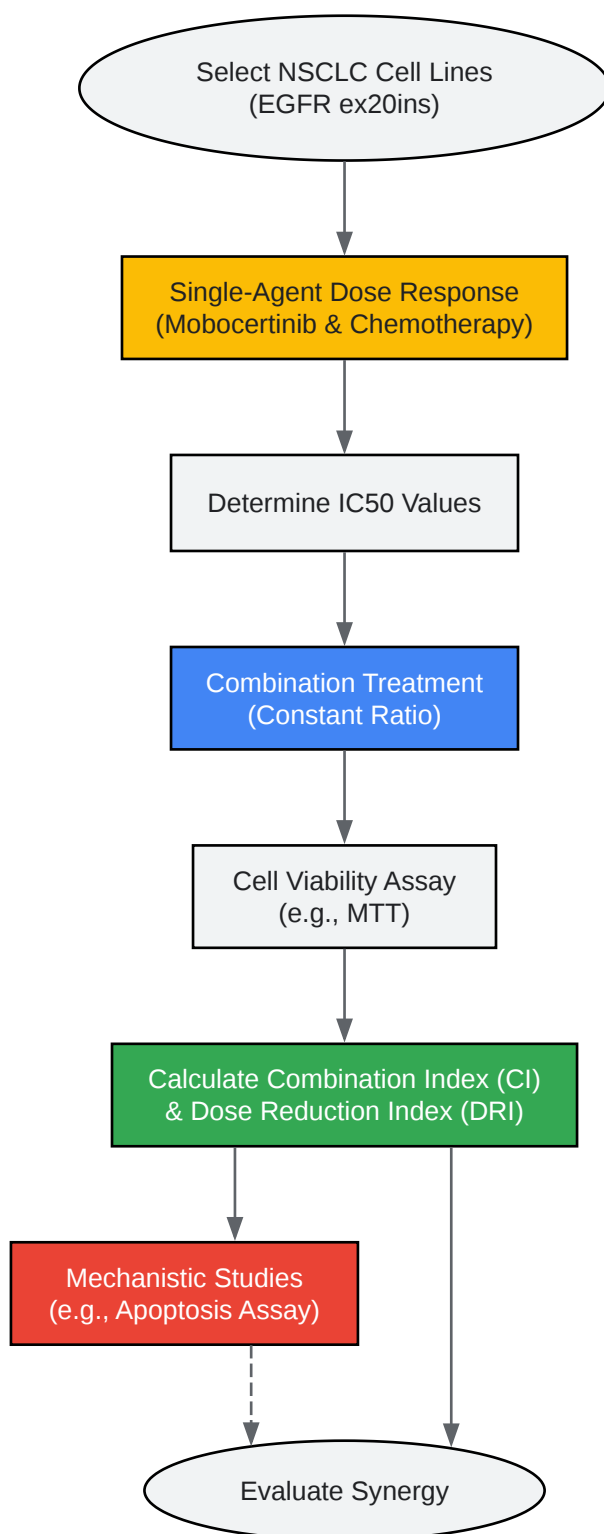 Select NSCLC Cell Lines
(EGFR ex20ins)
Single-Agent Dose Response
(Mobocertinib & Chemotherapy)
Determine IC50 Values
Combination Treatment
(Constant Ratio)
Cell Viability Assay
(e.g., MTT)
Calculate Combination Index (CI)
& Dose Reduction Index (DRI)
Mechanistic Studies
(e.g., Apoptosis Assay)
Evaluate Synergy